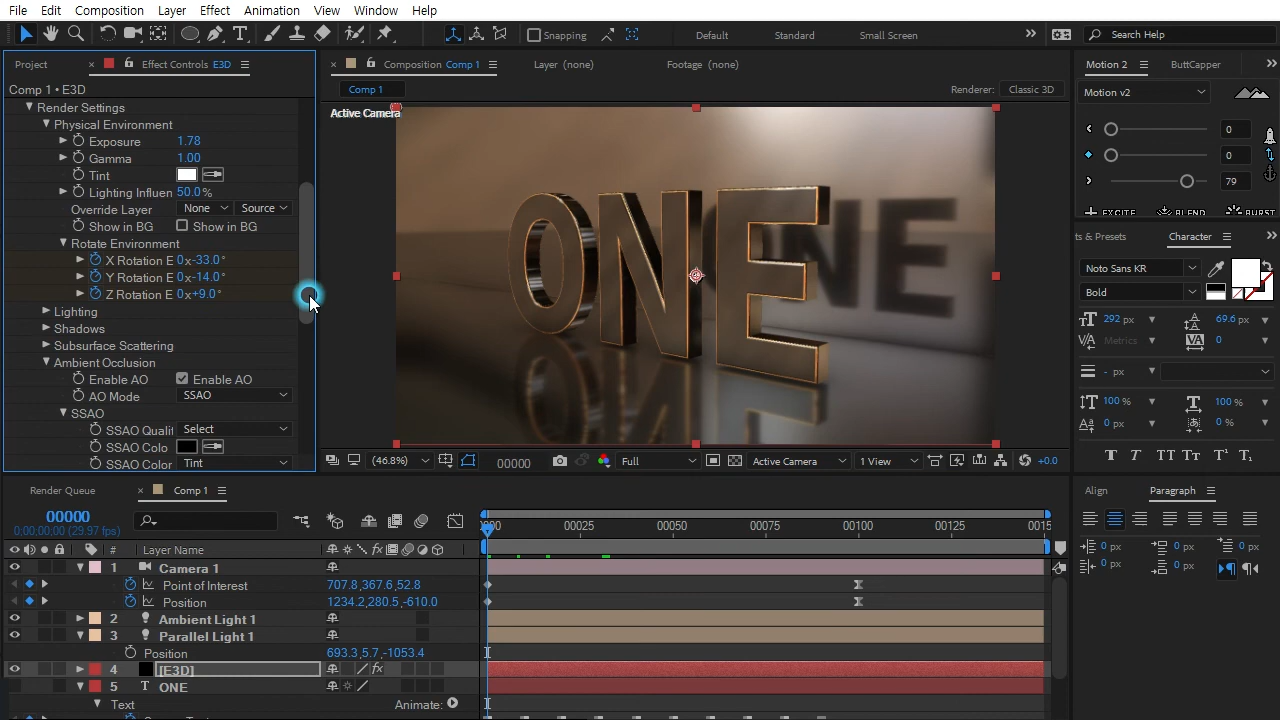 File Edit Composition Layer Effect Animation View Window Help
Snapping Default Standard Small Screen Search Help
Project × Effect Controls E3D
Comp 1 • E3D
Render Settings
Physical Environment
Exposure 1.78
Gamma 1.00
Tint
Lighting Influen 50.0%
Override Layer None Source
Show in BG Show in BG
Rotate Environment
X Rotation E 0x-33.0°
Y Rotation E 0x-14.0°
Z Rotation E 0x+9.0°
Lighting
Shadows
Subsurface Scattering
Ambient Occlusion
Enable AO Enable AO
AO Mode SSAO
SSAO
SSAO Qualit Select
SSAO Colo
SSAO Color Tint
× Composition Comp 1 Layer (none) Footage (none)
Comp 1 Renderer: Classic 3D
Active Camera
ONE
ONE
(46.8%) 00000 Full Active Camera 1 View +0.0
Motion 2 ButtCapper
Motion v2
0
0
79
EXCITE BLEND BURST
ts & Presets Character
Noto Sans KR
Bold
292 px 69.6 px
Metrics 0
- px
100 % 100 %
0 px 0 %
T T TT Tt T¹ T₁
Align Paragraph
0 px 0 px 0 px
0 px 0 px
Render Queue × Comp 1
00000
0;00;00;00 (29.97 fps)
:00 00025 00050 00075 00100 00125 0015
# Layer Name
1 Camera 1
Point of Interest 707.8,367.6,52.8
Position 1234.2,280.5,-610.0
2 Ambient Light 1
3 Parallel Light 1
Position 693.3,5.7,-1053.4
4 [E3D]
5 T ONE
Text Animate: